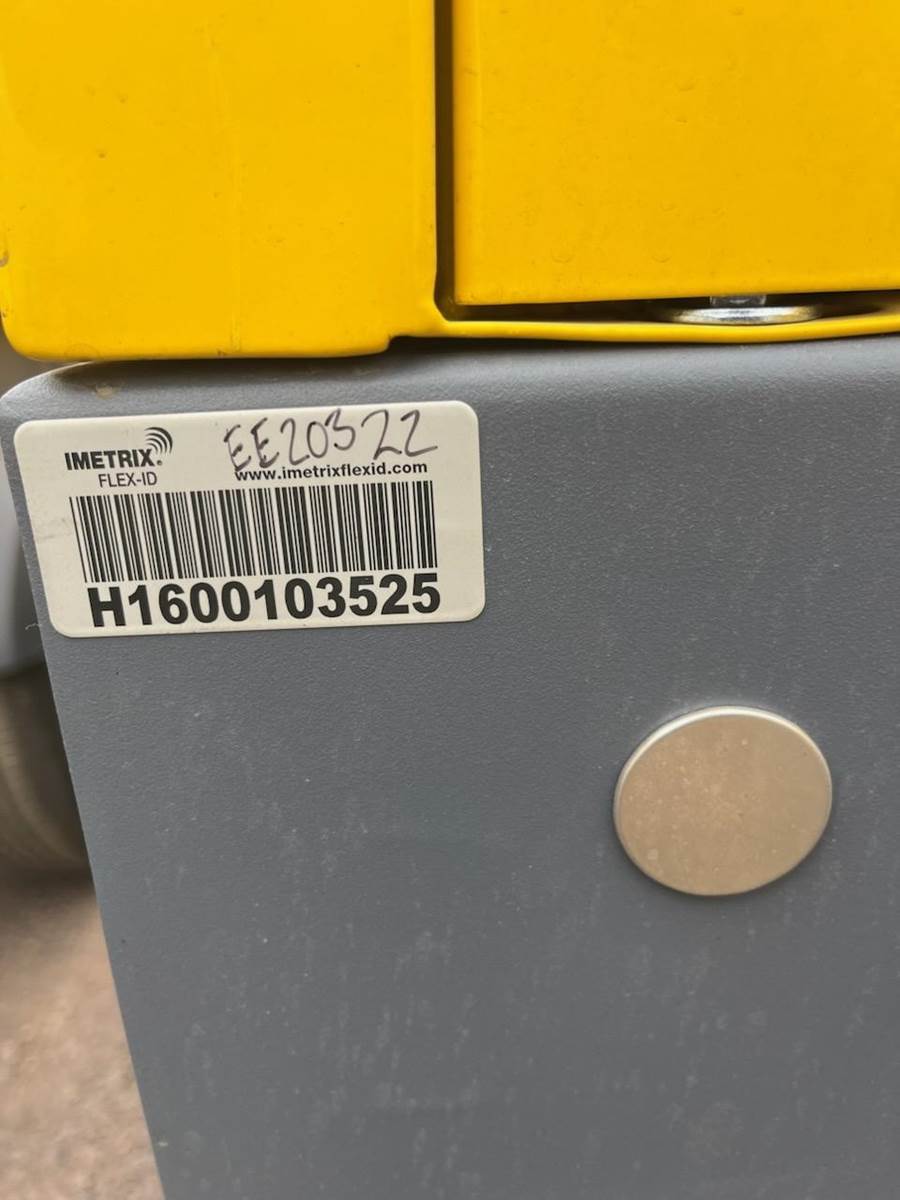 EE20322
IMETRIX®
FLEX-ID
www.imetrixflexid.com
H1600103525